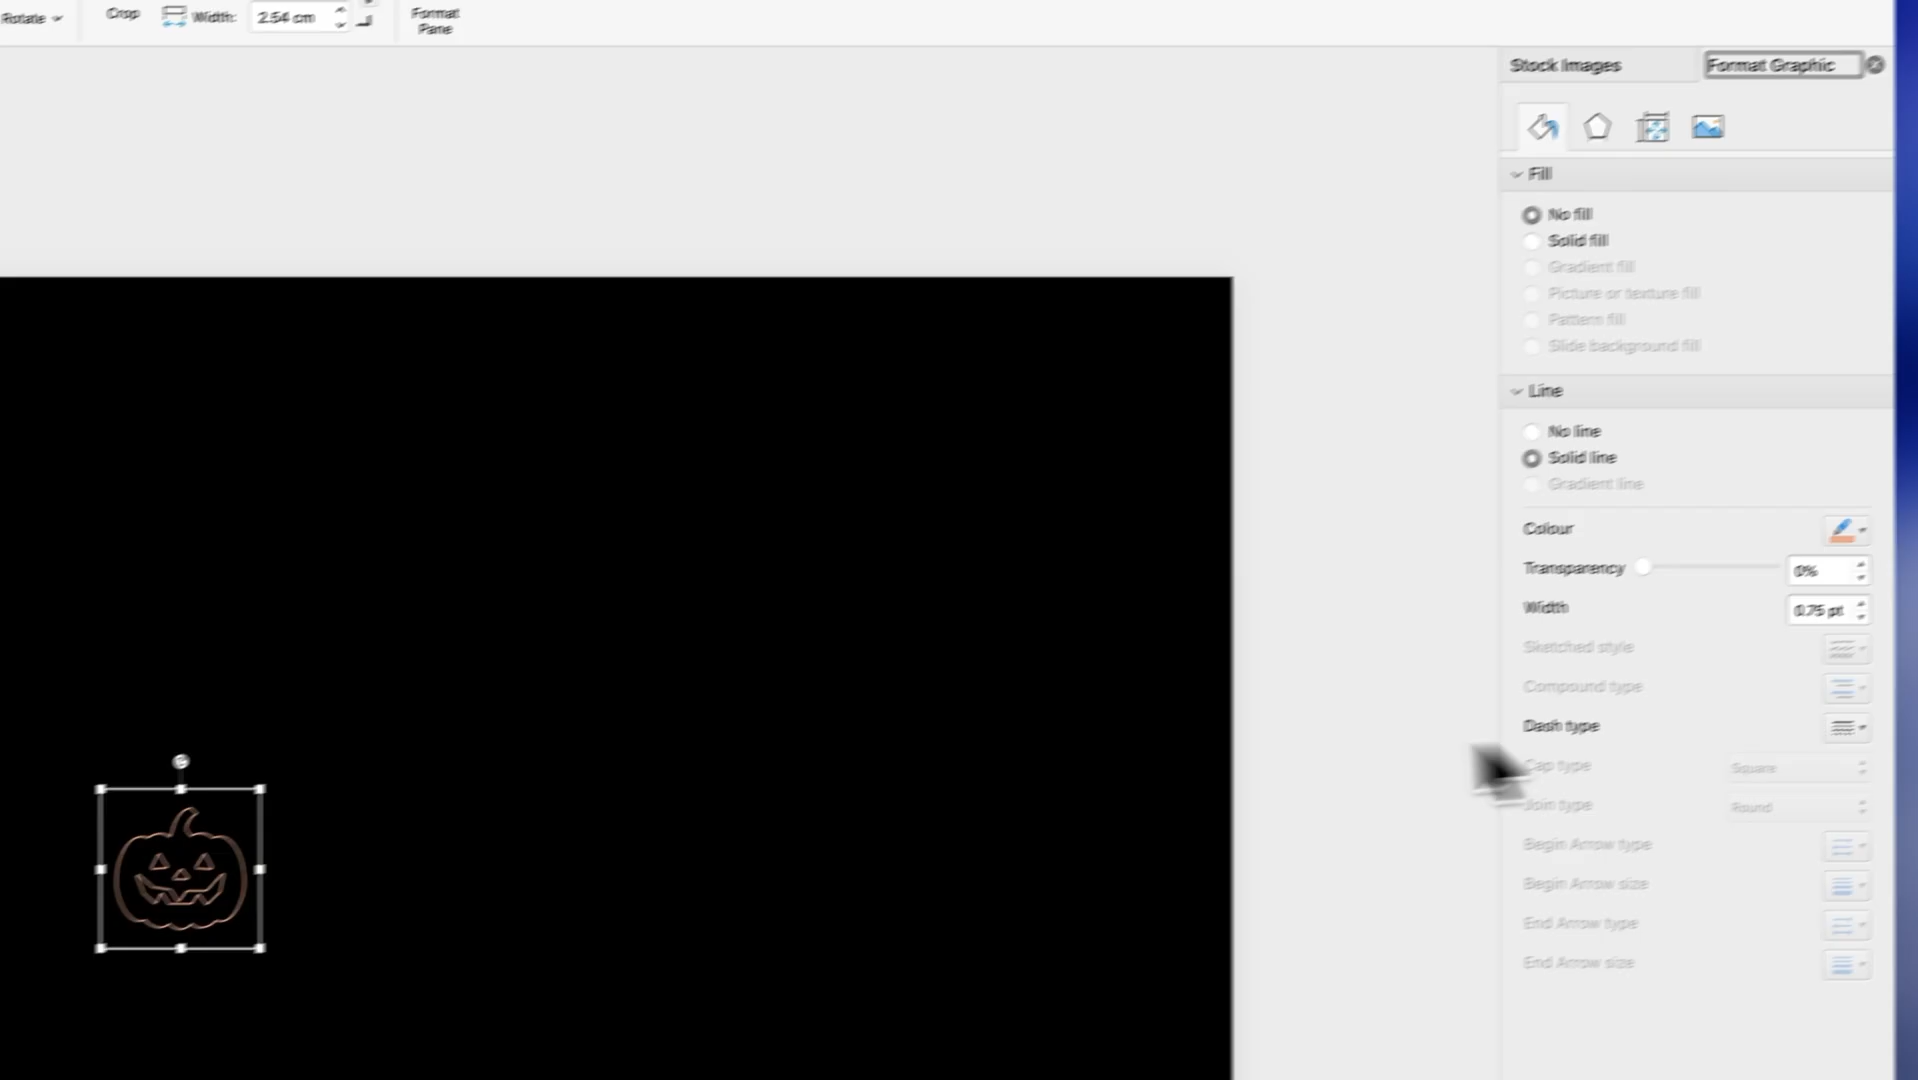 Rotate
Crop
Width:
2.54 cm
Format
Pane
Stock Images
Format Graphic
Fill
No fill
Solid fill
Gradient fill
Picture or texture fill
Pattern fill
Slide background fill
Line
No line
Solid line
Gradient line
Colour
Transparency
0%
Width
0.75 pt
Sketched style
Compound type
Dash type
Cap type
Square
Join type
Round
Begin Arrow type
Begin Arrow size
End Arrow type
End Arrow size